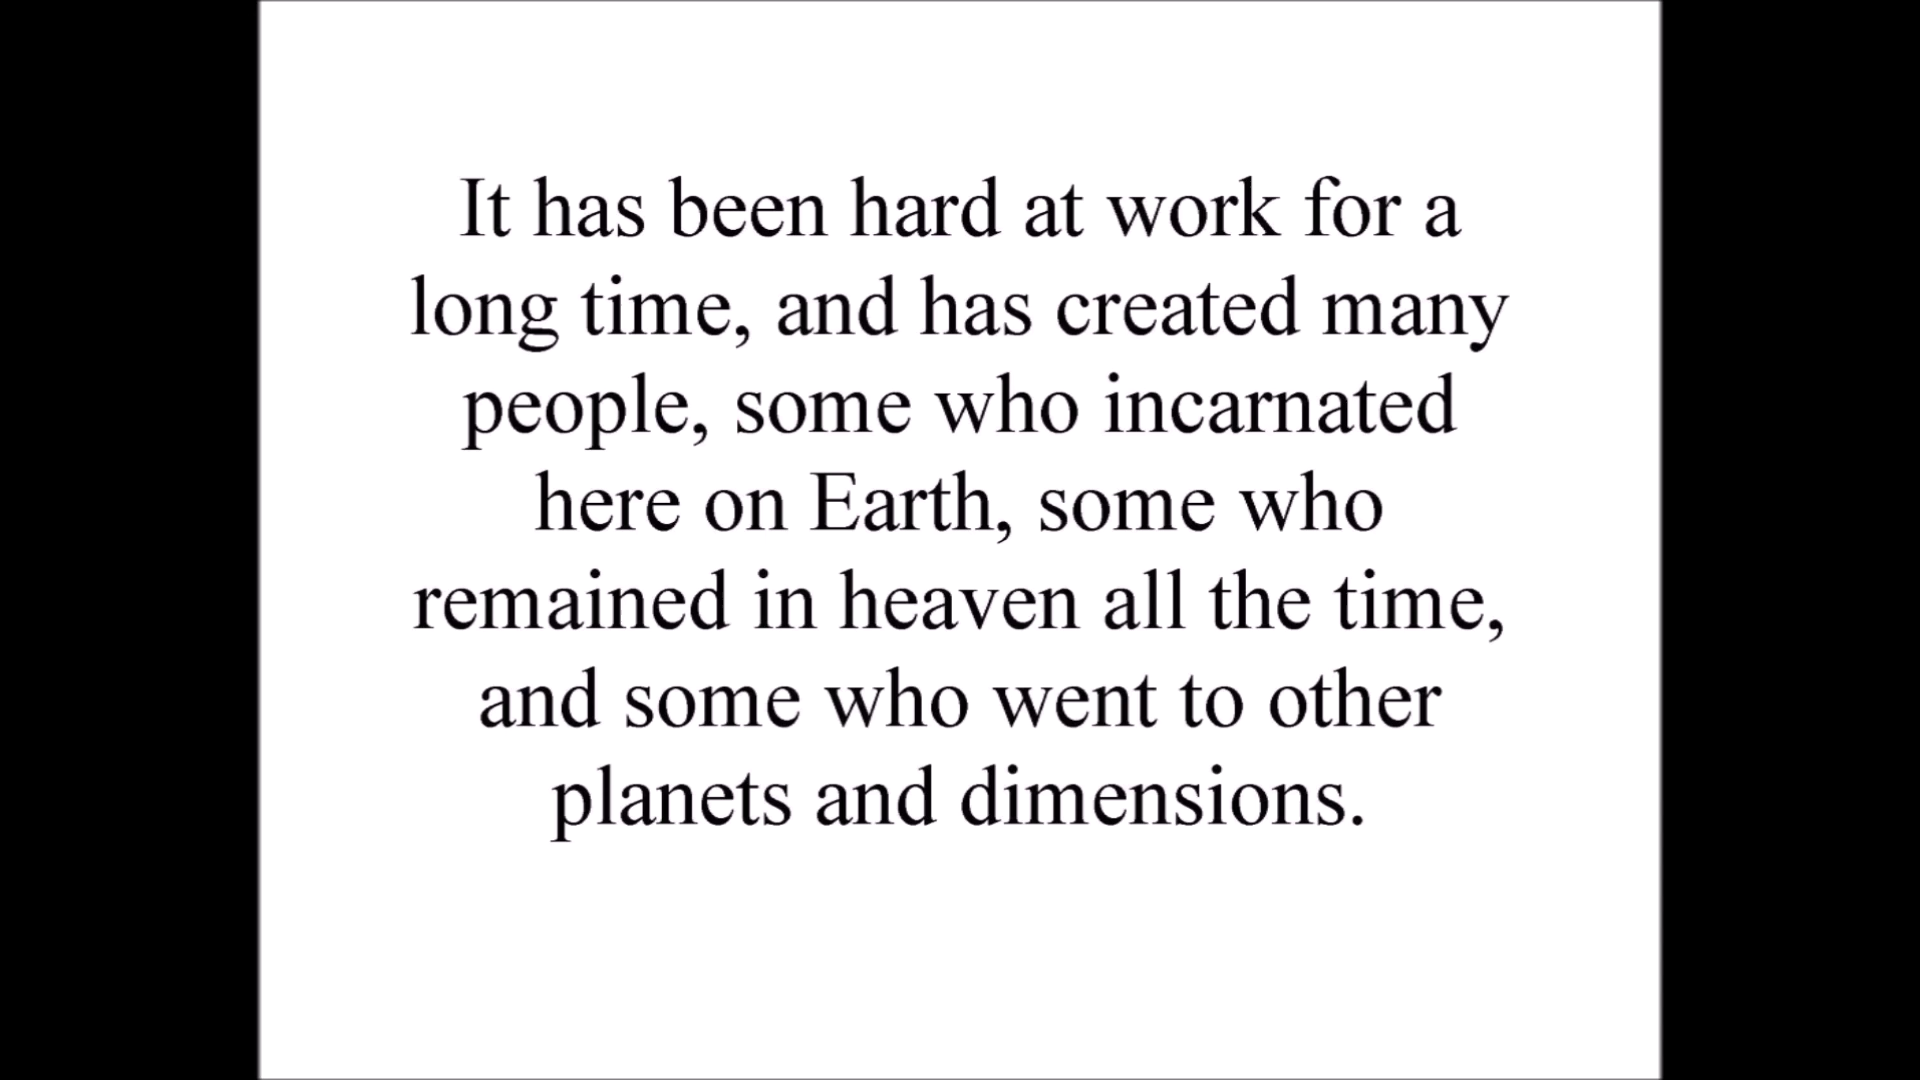 It has been hard at work for a
long time, and has created many
people, some who incarnated
here on Earth, some who
remained in heaven all the time,
and some who went to other
planets and dimensions.